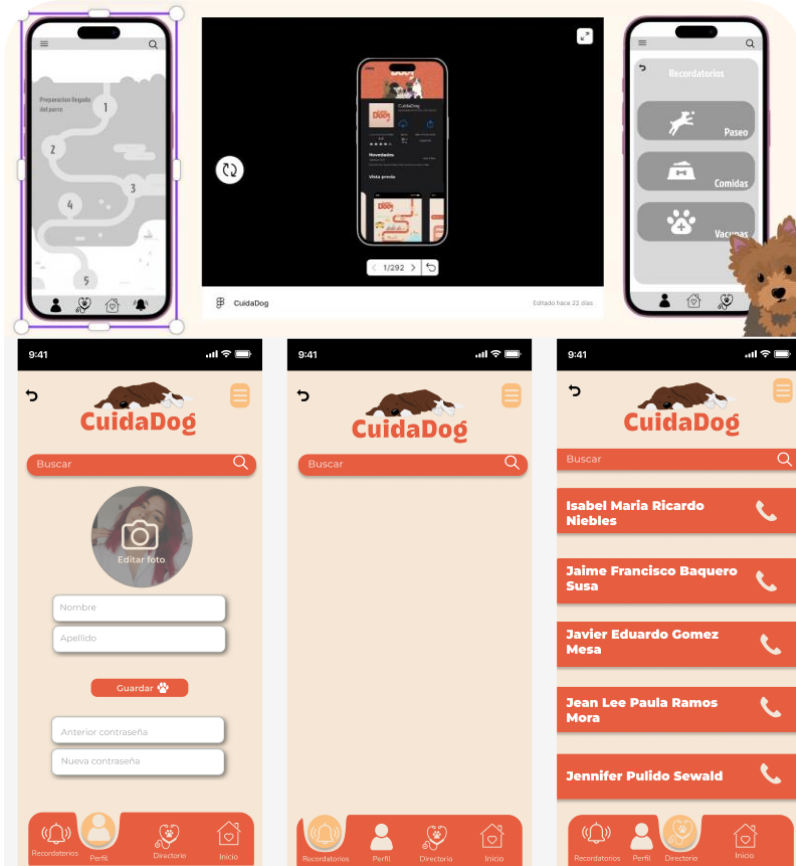 Preparacion llegada
del perro
1
2
3
4
5
CuidaDog
Novedades
Vista previa
1/292
CuidaDog
Editado hace 22 días
Recordatorios
Paseo
Comidas
Vacunas
9:41
CuidaDog
Buscar
Editar foto
Nombre
Apellido
Guardar
Anterior contraseña
Nueva contraseña
Recordatorios
Perfil
Directorio
Inicio
9:41
CuidaDog
Buscar
Recordatorios
Perfil
Directorio
Inicio
9:41
CuidaDog
Buscar
Isabel Maria Ricardo
Niebles
Jaime Francisco Baquero
Susa
Javier Eduardo Gomez
Mesa
Jean Lee Paula Ramos
Mora
Jennifer Pulido Sewald
Recordatorios
Perfil
Directorio
Inicio